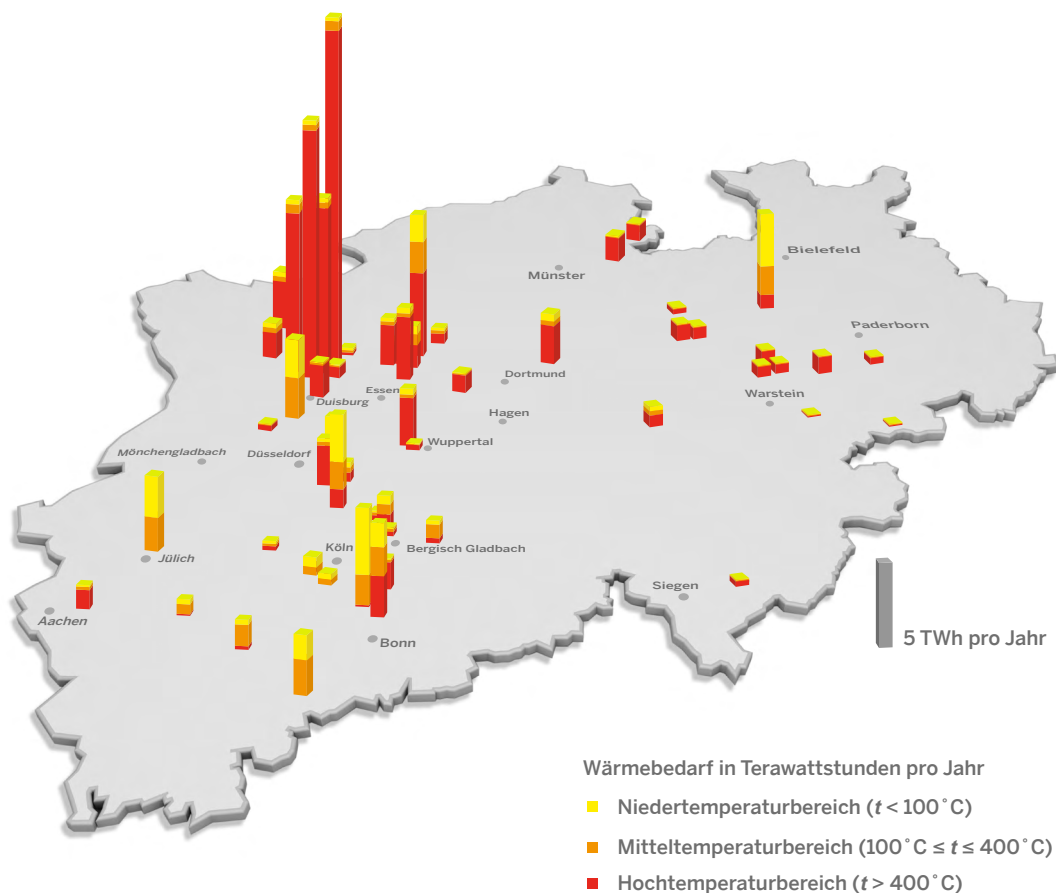 Bielefeld
Münster
Paderborn
Dortmund
Essen
Duisburg
Warstein
Hagen
Wuppertal
Mönchengladbach
Düsseldorf
Bergisch Gladbach
Köln
Jülich
Siegen
Aachen
Bonn
5 TWh pro Jahr
Wärmebedarf in Terawattstunden pro Jahr
Niedertemperaturbereich (t < 100°C)
Mitteltemperaturbereich (100°C ≤ t ≤ 400°C)
Hochtemperaturbereich (t > 400°C)